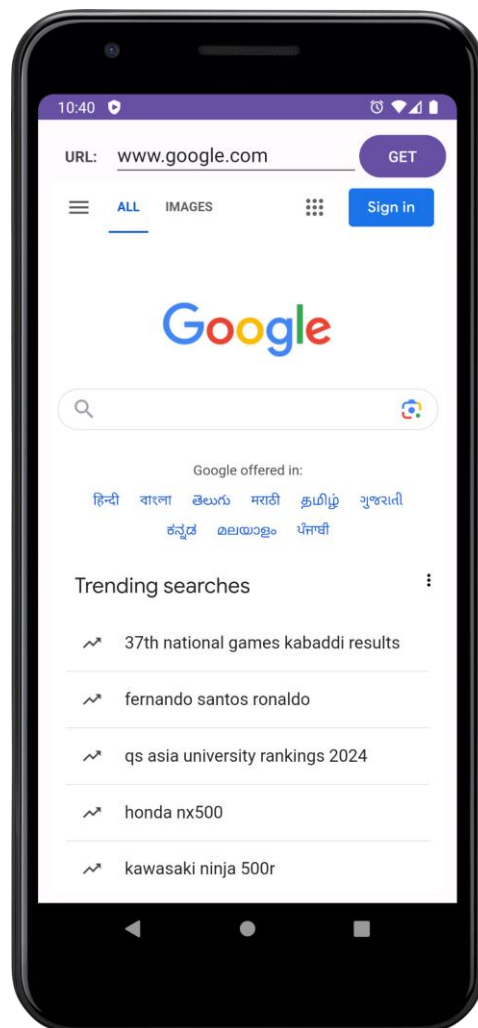 10:40
URL: www.google.com GET
ALL IMAGES Sign in
Google
Google offered in:
हिन्दी বাংলা తెలుగు मराठी தமிழ் ગુજરાતી
ಕನ್ನಡ മലയാളം ਪੰਜਾਬੀ
Trending searches
37th national games kabaddi results
fernando santos ronaldo
qs asia university rankings 2024
honda nx500
kawasaki ninja 500r